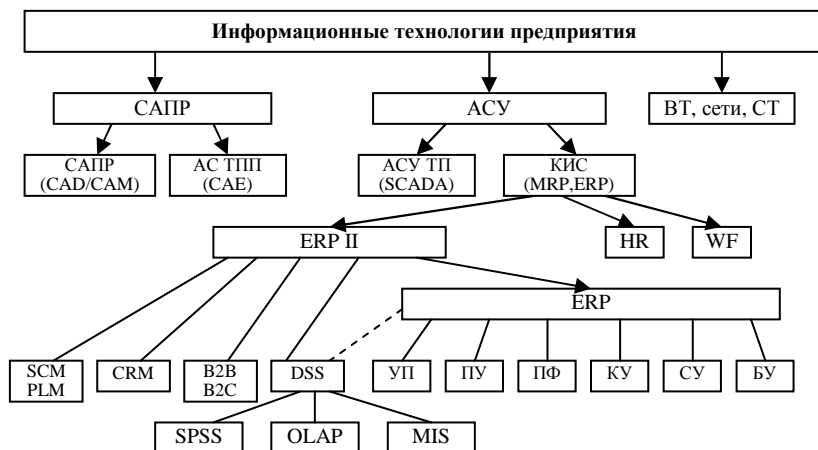 Информационные технологии предприятия
САПР
АСУ
ВТ, сети, СТ
САПР
(CAD/CAM)
АС ТПП
(CAE)
АСУ ТП
(SCADA)
КИС
(MRP,ERP)
ERP II
HR
WF
ERP
SCM
PLM
CRM
B2B
B2C
DSS
УП
ПУ
ПФ
КУ
СУ
БУ
SPSS
OLAP
MIS